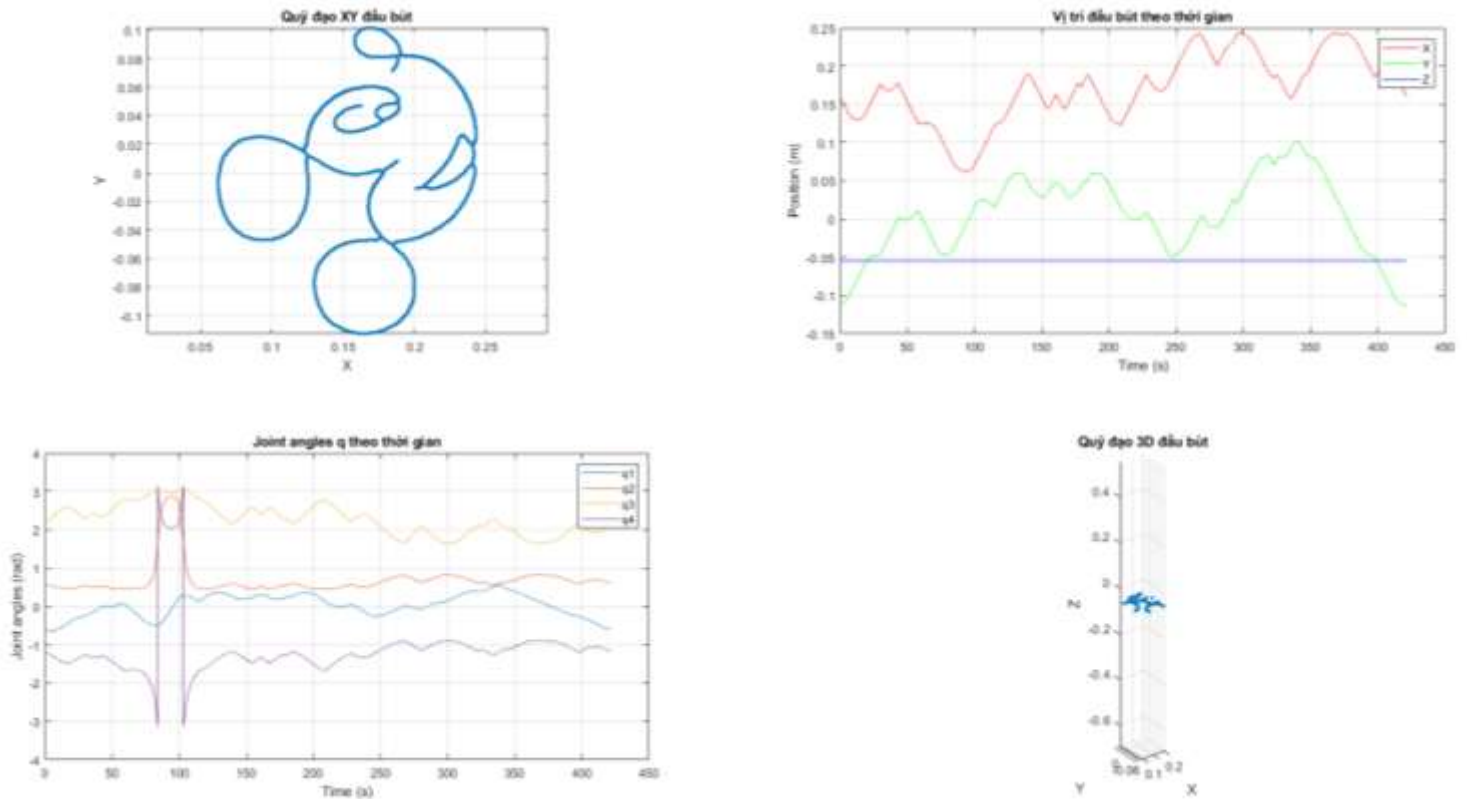 Quỹ đạo XY đầu bút
0.1
0.08
0.06
0.04
0.02
0
-0.02
-0.04
-0.06
-0.08
-0.1
Y
0.05 0.1 0.15 0.2 0.25
X
Vị trí đầu bút theo thời gian
0.25
0.2
0.15
0.1
0.05
0
-0.05
-0.1
-0.15
Position (m)
X
Y
Z
0 50 100 150 200 250 300 350 400 450
Time (s)
Joint angles q theo thời gian
4
3
2
1
0
-1
-2
-3
-4
Joint angles (rad)
q1
q2
q3
q4
0 50 100 150 200 250 300 350 400 450
Time (s)
Quỹ đạo 3D đầu bút
0.4
0.2
0
-0.2
-0.4
-0.6
Z
0.1 0.2
Y X